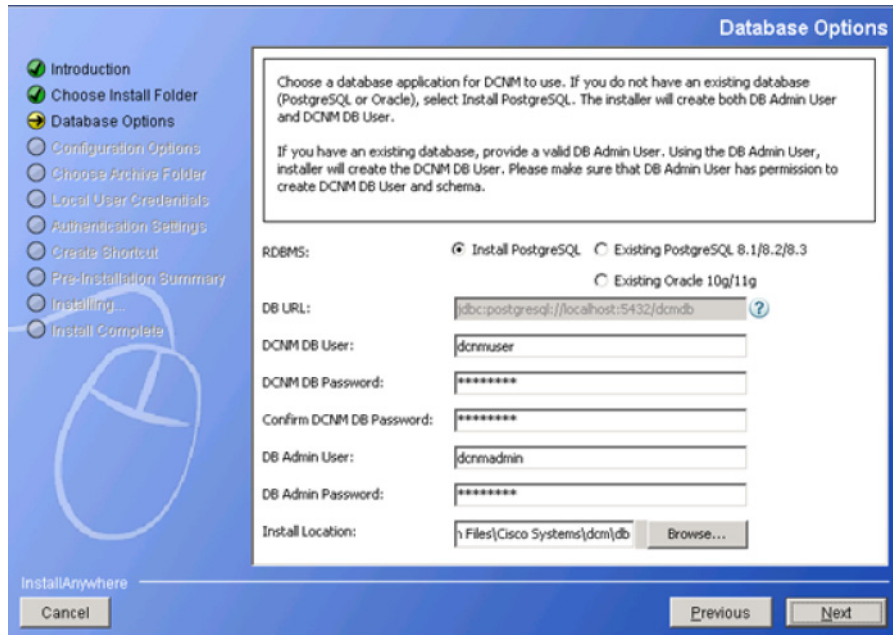 Database Options
Introduction
Choose Install Folder
Database Options
Configuration Options
Choose Archive Folder
Local User Credentials
Authentication Settings
Create Shortcut
Pre-Installation Summary
Installing...
Install Complete
Choose a database application for DCNM to use. If you do not have an existing database
(PostgreSQL or Oracle), select Install PostgreSQL. The installer will create both DB Admin User
and DCNM DB User.
If you have an existing database, provide a valid DB Admin User. Using the DB Admin User,
installer will create the DCNM DB User. Please make sure that DB Admin User has permission to
create DCNM DB User and schema.
RDBMS: Install PostgreSQL Existing PostgreSQL 8.1/8.2/8.3
Existing Oracle 10g/11g
DB URL: jdbc:postgresql://localhost:5432/dcmdb ?
DCNM DB User: dcnmuser
DCNM DB Password: ********
Confirm DCNM DB Password: ********
DB Admin User: dcnmadmin
DB Admin Password: ********
Install Location: n Files\Cisco Systems\dcm\db Browse...
InstallAnywhere
Cancel Previous Next